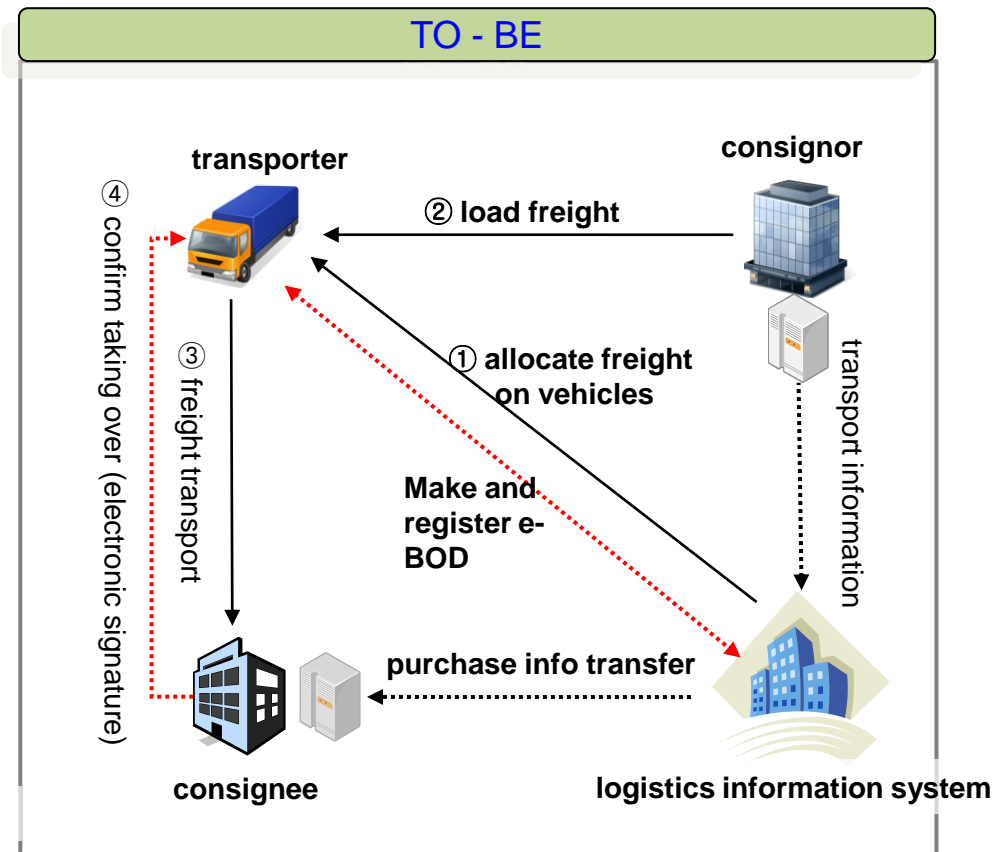 TO - BE
transporter
consignor
② load freight
④ confirm taking over (electronic signature)
③ freight transport
① allocate freight
on vehicles
transport information
Make and
register e-
BOD
purchase info transfer
consignee
logistics information system